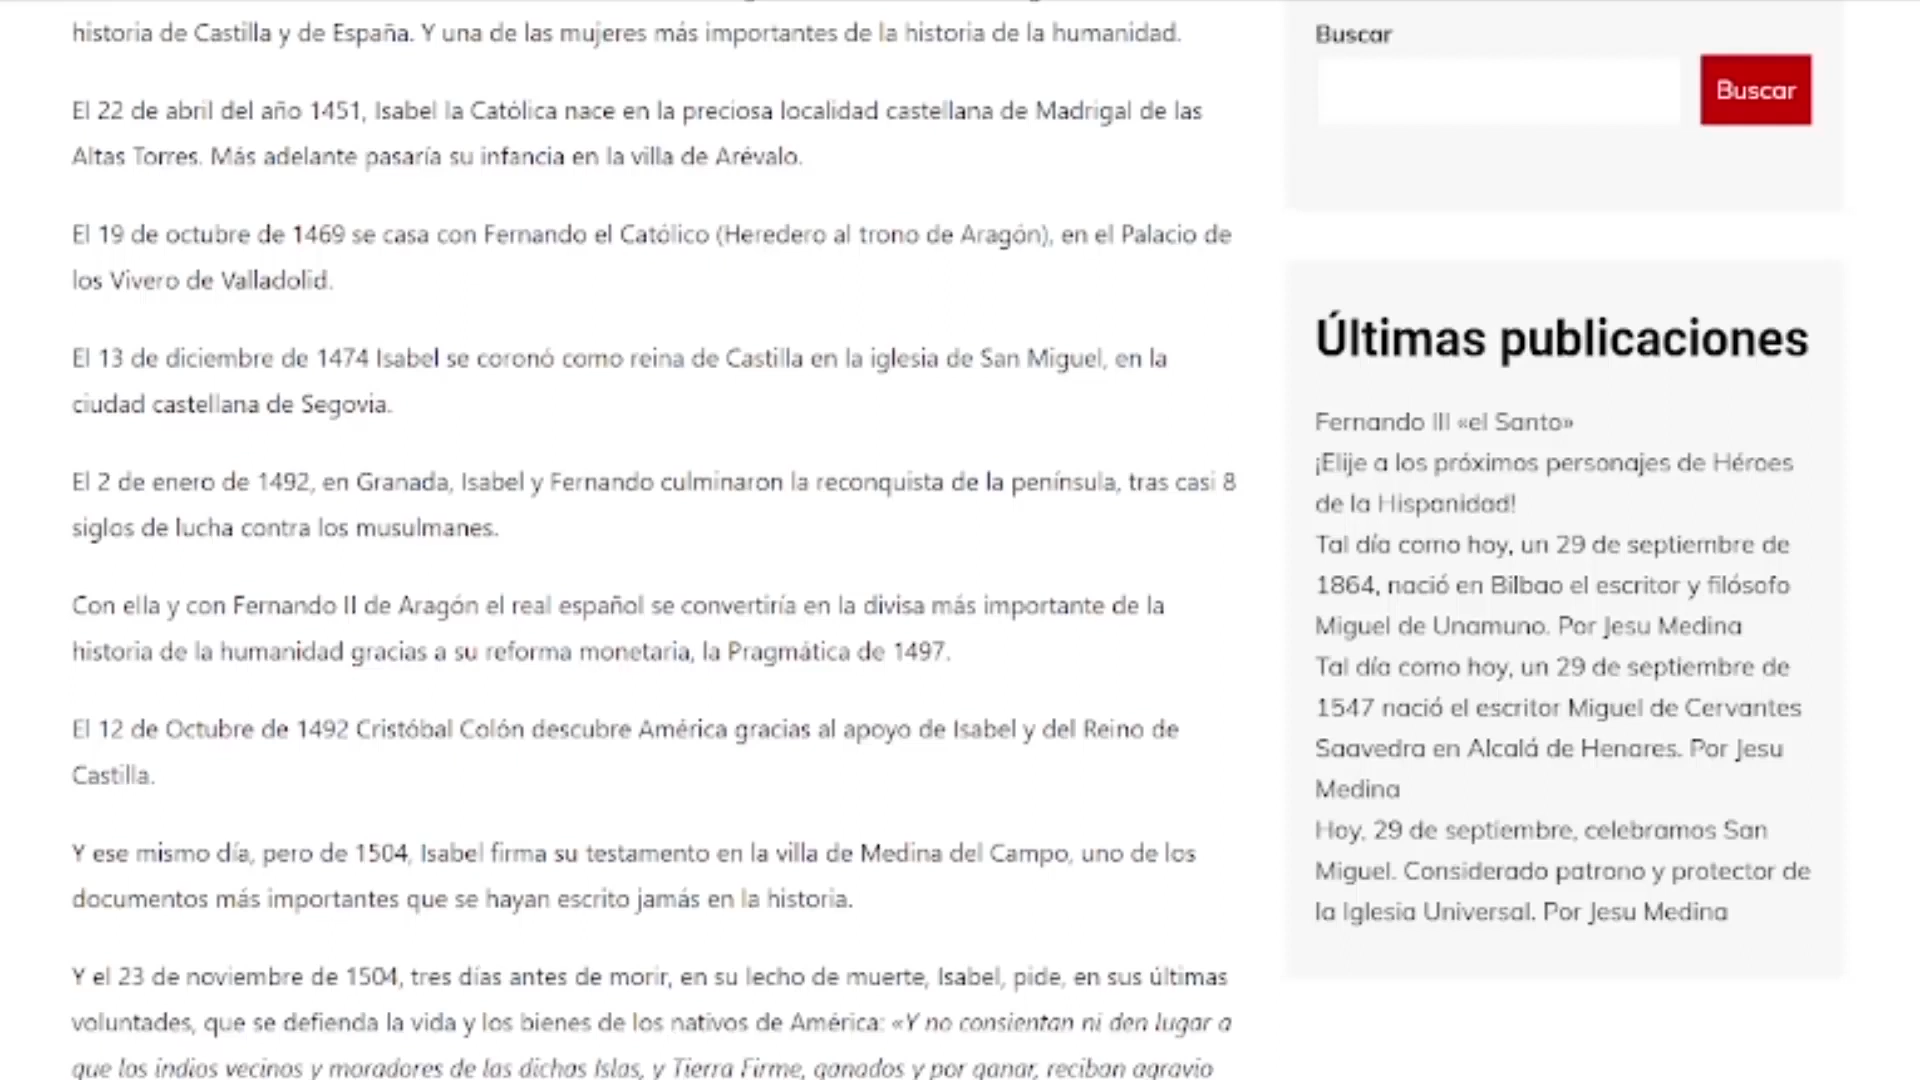 historia de Castilla y de España. Y una de las mujeres más importantes de la historia de la humanidad.
El 22 de abril del año 1451, Isabel la Católica nace en la preciosa localidad castellana de Madrigal de las
Altas Torres. Más adelante pasaría su infancia en la villa de Arévalo.
El 19 de octubre de 1469 se casa con Fernando el Católico (Heredero al trono de Aragón), en el Palacio de
los Vivero de Valladolid.
El 13 de diciembre de 1474 Isabel se coronó como reina de Castilla en la iglesia de San Miguel, en la
ciudad castellana de Segovia.
El 2 de enero de 1492, en Granada, Isabel y Fernando culminaron la reconquista de la península, tras casi 8
siglos de lucha contra los musulmanes.
Con ella y con Fernando II de Aragón el real español se convertiría en la divisa más importante de la
historia de la humanidad gracias a su reforma monetaria, la Pragmática de 1497.
El 12 de Octubre de 1492 Cristóbal Colón descubre América gracias al apoyo de Isabel y del Reino de
Castilla.
Y ese mismo día, pero de 1504, Isabel firma su testamento en la villa de Medina del Campo, uno de los
documentos más importantes que se hayan escrito jamás en la historia.
Y el 23 de noviembre de 1504, tres días antes de morir, en su lecho de muerte, Isabel, pide, en sus últimas
voluntades, que se defienda la vida y los bienes de los nativos de América: «Y no consientan ni den lugar a
que los indios vecinos y moradores de las dichas Islas, y Tierra Firme, ganados y por ganar, reciban agravio
Buscar
Buscar
Últimas publicaciones
Fernando III «el Santo»
¡Elije a los próximos personajes de Héroes
de la Hispanidad!
Tal día como hoy, un 29 de septiembre de
1864, nació en Bilbao el escritor y filósofo
Miguel de Unamuno. Por Jesu Medina
Tal día como hoy, un 29 de septiembre de
1547 nació el escritor Miguel de Cervantes
Saavedra en Alcalá de Henares. Por Jesu
Medina
Hoy, 29 de septiembre, celebramos San
Miguel. Considerado patrono y protector de
la Iglesia Universal. Por Jesu Medina